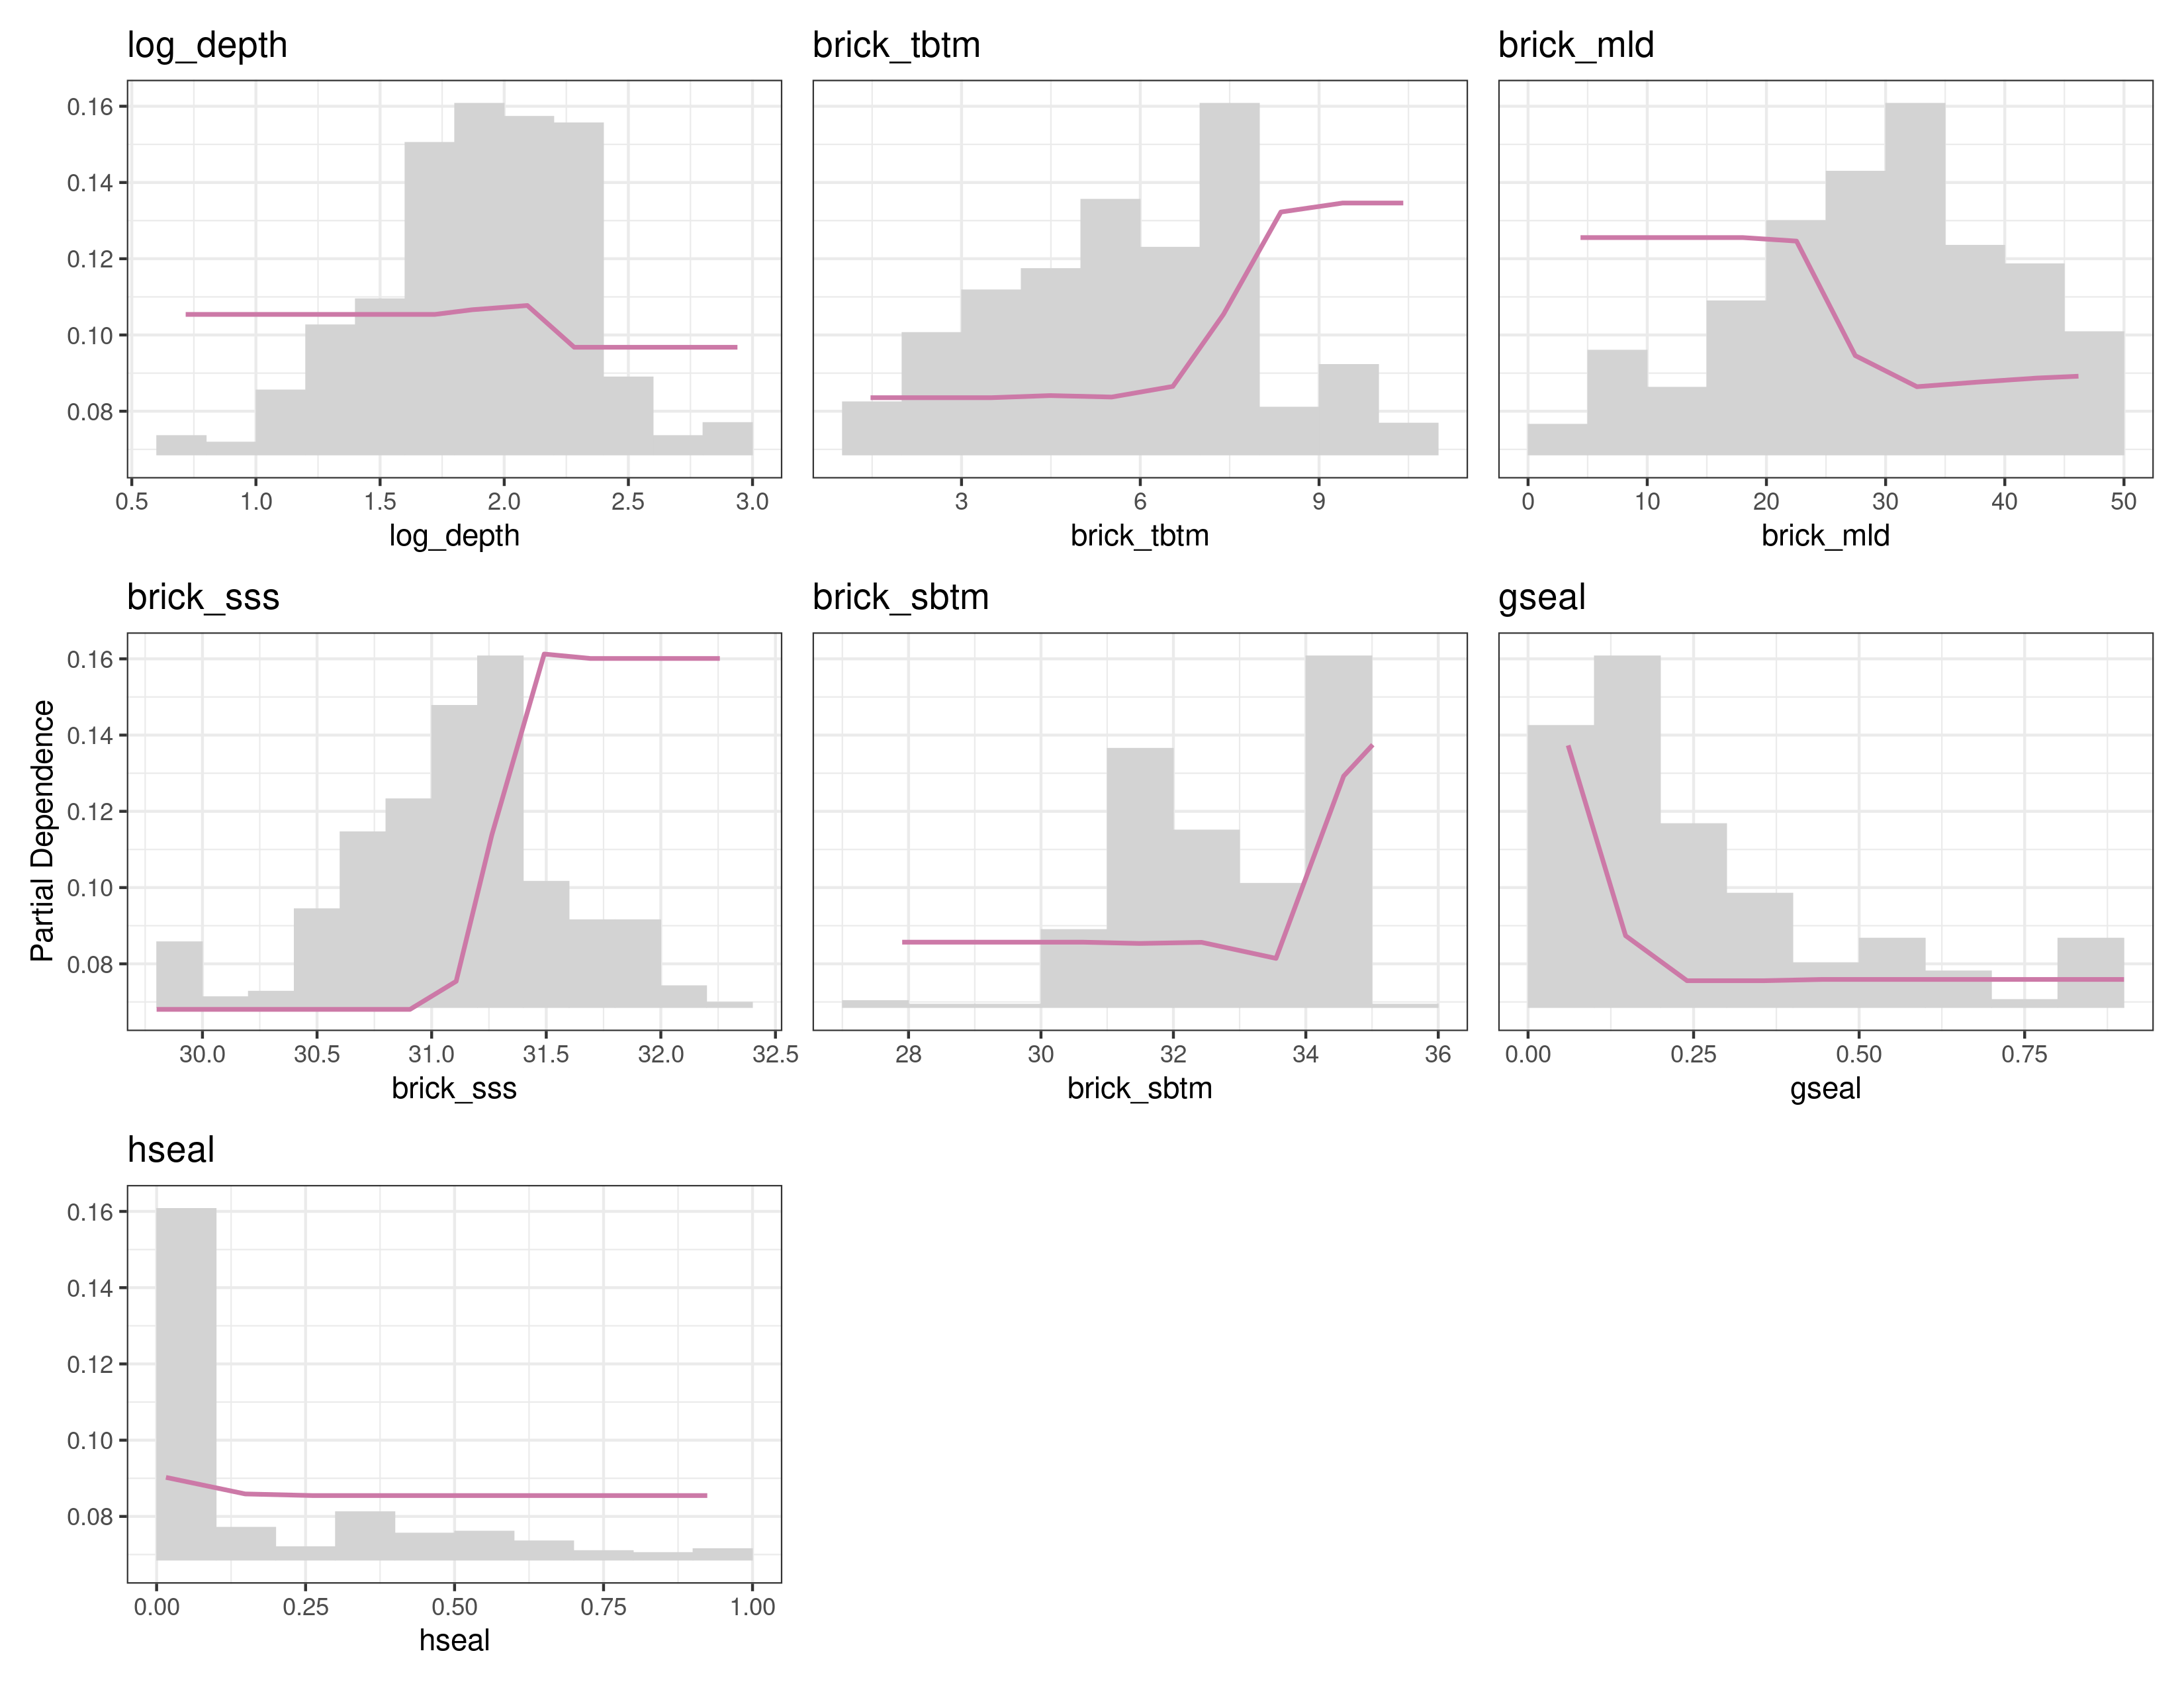 log_depth
brick_tbtm
brick_mld
0.16
0.14
0.12
0.10
0.08
0.5 1.0 1.5 2.0 2.5 3.0
3 6 9
0 10 20 30 40 50
log_depth
brick_tbtm
brick_mld
brick_sss
brick_sbtm
gseal
Partial Dependence
0.16
0.14
0.12
0.10
0.08
30.0 30.5 31.0 31.5 32.0 32.5
28 30 32 34 36
0.00 0.25 0.50 0.75
brick_sss
brick_sbtm
gseal
hseal
0.16
0.14
0.12
0.10
0.08
0.00 0.25 0.50 0.75 1.00
hseal